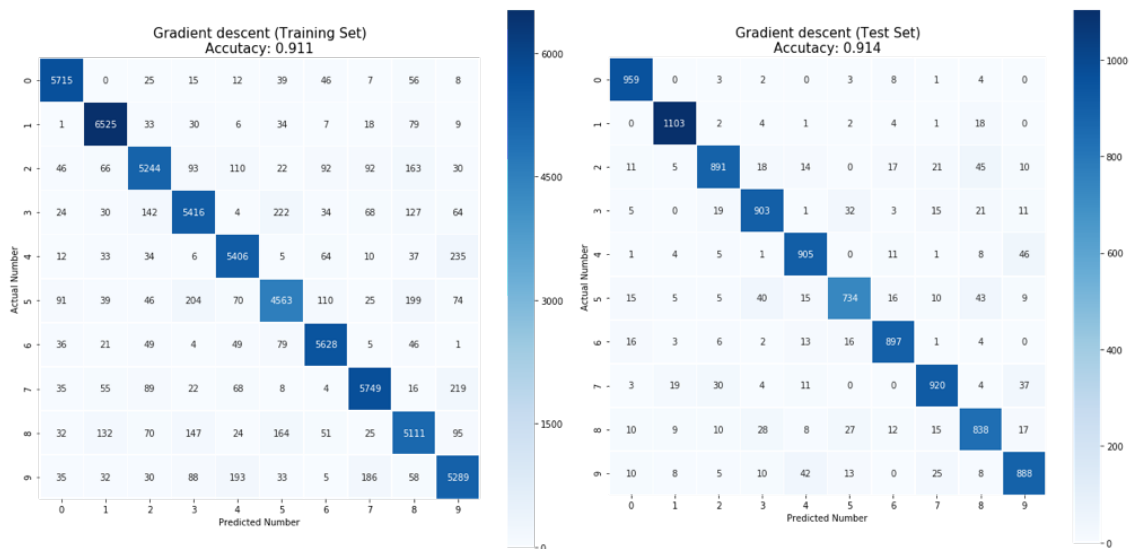 Gradient descent (Training Set)
Accutacy: 0.911
0 5715 0 25 15 12 39 46 7 56 8
1 1 6525 33 30 6 34 7 18 79 9
2 46 66 5244 93 110 22 92 92 163 30
3 24 30 142 5416 4 222 34 68 127 64
4 12 33 34 6 5406 5 64 10 37 235
5 91 39 46 204 70 4563 110 25 199 74
6 36 21 49 4 49 79 5628 5 46 1
7 35 55 89 22 68 8 4 5749 16 219
8 32 132 70 147 24 164 51 25 5111 95
9 35 32 30 88 193 33 5 186 58 5289
0 1 2 3 4 5 6 7 8 9
Predicted Number
Actual Number
6000
4500
3000
1500
0
Gradient descent (Test Set)
Accutacy: 0.914
0 959 0 3 2 0 3 8 1 4 0
1 0 1103 2 4 1 2 4 1 18 0
2 11 5 891 18 14 0 17 21 45 10
3 5 0 19 903 1 32 3 15 21 11
4 1 4 5 1 905 0 11 1 8 46
5 15 5 5 40 15 734 16 10 43 9
6 16 3 6 2 13 16 897 1 4 0
7 3 19 30 4 11 0 0 920 4 37
8 10 9 10 28 8 27 12 15 838 17
9 10 8 5 10 42 13 0 25 8 888
0 1 2 3 4 5 6 7 8 9
Predicted Number
Actual Number
1000
800
600
400
200
0